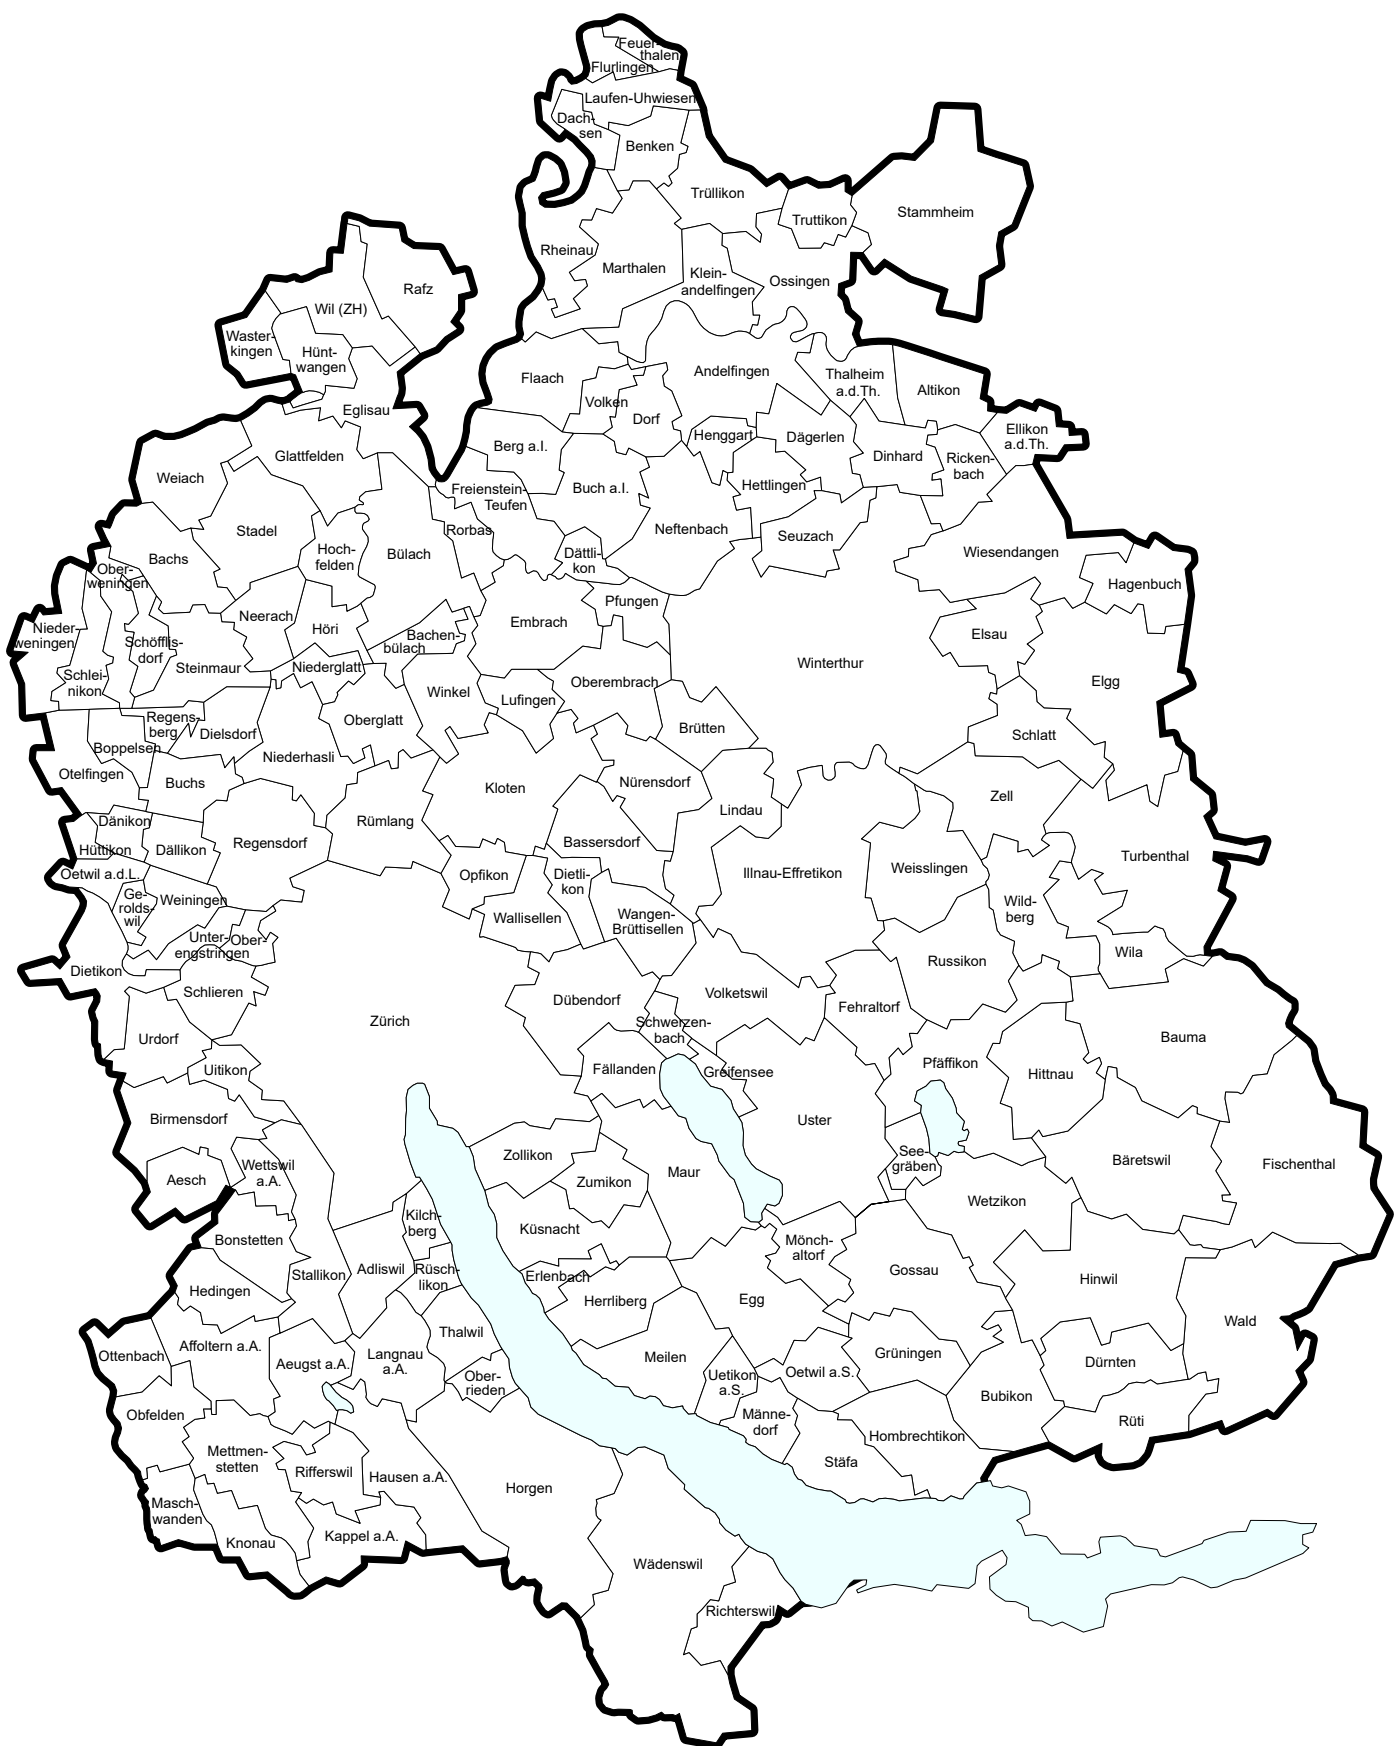 Feuer-
thalen
Flurlingen
Laufen-Uhwiesen
Dach-
sen
Benken
Trüllikon
Truttikon
Stammheim
Rheinau
Marthalen
Klein-
andelfingen
Ossingen
Rafz
Wil (ZH)
Waster-
kingen
Hünt-
wangen
Eglisau
Flaach
Volken
Dorf
Andelfingen
Thalheim
a.d.Th.
Altikon
Ellikon
a.d.Th.
Henggart
Dägerlen
Dinhard
Ricken-
bach
Berg a.I.
Buch a.I.
Hettlingen
Glattfelden
Weiach
Freienstein-
Teufen
Rorbas
Neftenbach
Seuzach
Stadel
Hoch-
felden
Bülach
Dättli-
kon
Wiesendangen
Hagenbuch
Bachs
Ober-
weningen
Nieder-
weningen
Schöfflis-
dorf
Schlei-
nikon
Steinmaur
Neerach
Höri
Bachen-
bülach
Embrach
Pfungen
Winterthur
Elsau
Elgg
Niederglatt
Winkel
Lufingen
Oberembrach
Brütten
Schlatt
Regens-
berg
Dielsdorf
Oberglatt
Boppelsen
Niederhasli
Otelfingen
Buchs
Kloten
Nürensdorf
Lindau
Zell
Dänikon
Hüttikon
Dällikon
Regensdorf
Rümlang
Bassersdorf
Turbenthal
Oetwil a.d.L.
Ge-
rolds-
wil
Weiningen
Opfikon
Dietli-
kon
Illnau-Effretikon
Weisslingen
Wild-
berg
Wallisellen
Wangen-
Brüttisellen
Unter-
engstringen
Ober-
Dietikon
Schlieren
Wila
Russikon
Dübendorf
Volketswil
Fehraltorf
Zürich
Schwerzen-
bach
Urdorf
Uitikon
Bauma
Fällanden
Greifensee
Pfäffikon
Hittnau
Birmensdorf
Uster
Zollikon
Maur
See-
gräben
Bäretswil
Fischenthal
Aesch
Wettswil
a.A.
Zumikon
Wetzikon
Kilch-
berg
Küsnacht
Bonstetten
Mönch-
altorf
Stallikon
Adliswil
Rüsch-
likon
Erlenbach
Gossau
Hinwil
Hedingen
Herrliberg
Egg
Wald
Ottenbach
Affoltern a.A.
Aeugst a.A.
Langnau
a.A.
Thalwil
Meilen
Grüningen
Dürnten
Ober-
rieden
Uetikon
a.S.
Oetwil a.S.
Bubikon
Obfelden
Männe-
dorf
Hombrechtikon
Rüti
Mettmen-
stetten
Rifferswil
Hausen a.A.
Stäfa
Horgen
Masch-
wanden
Knonau
Kappel a.A.
Wädenswil
Richterswil